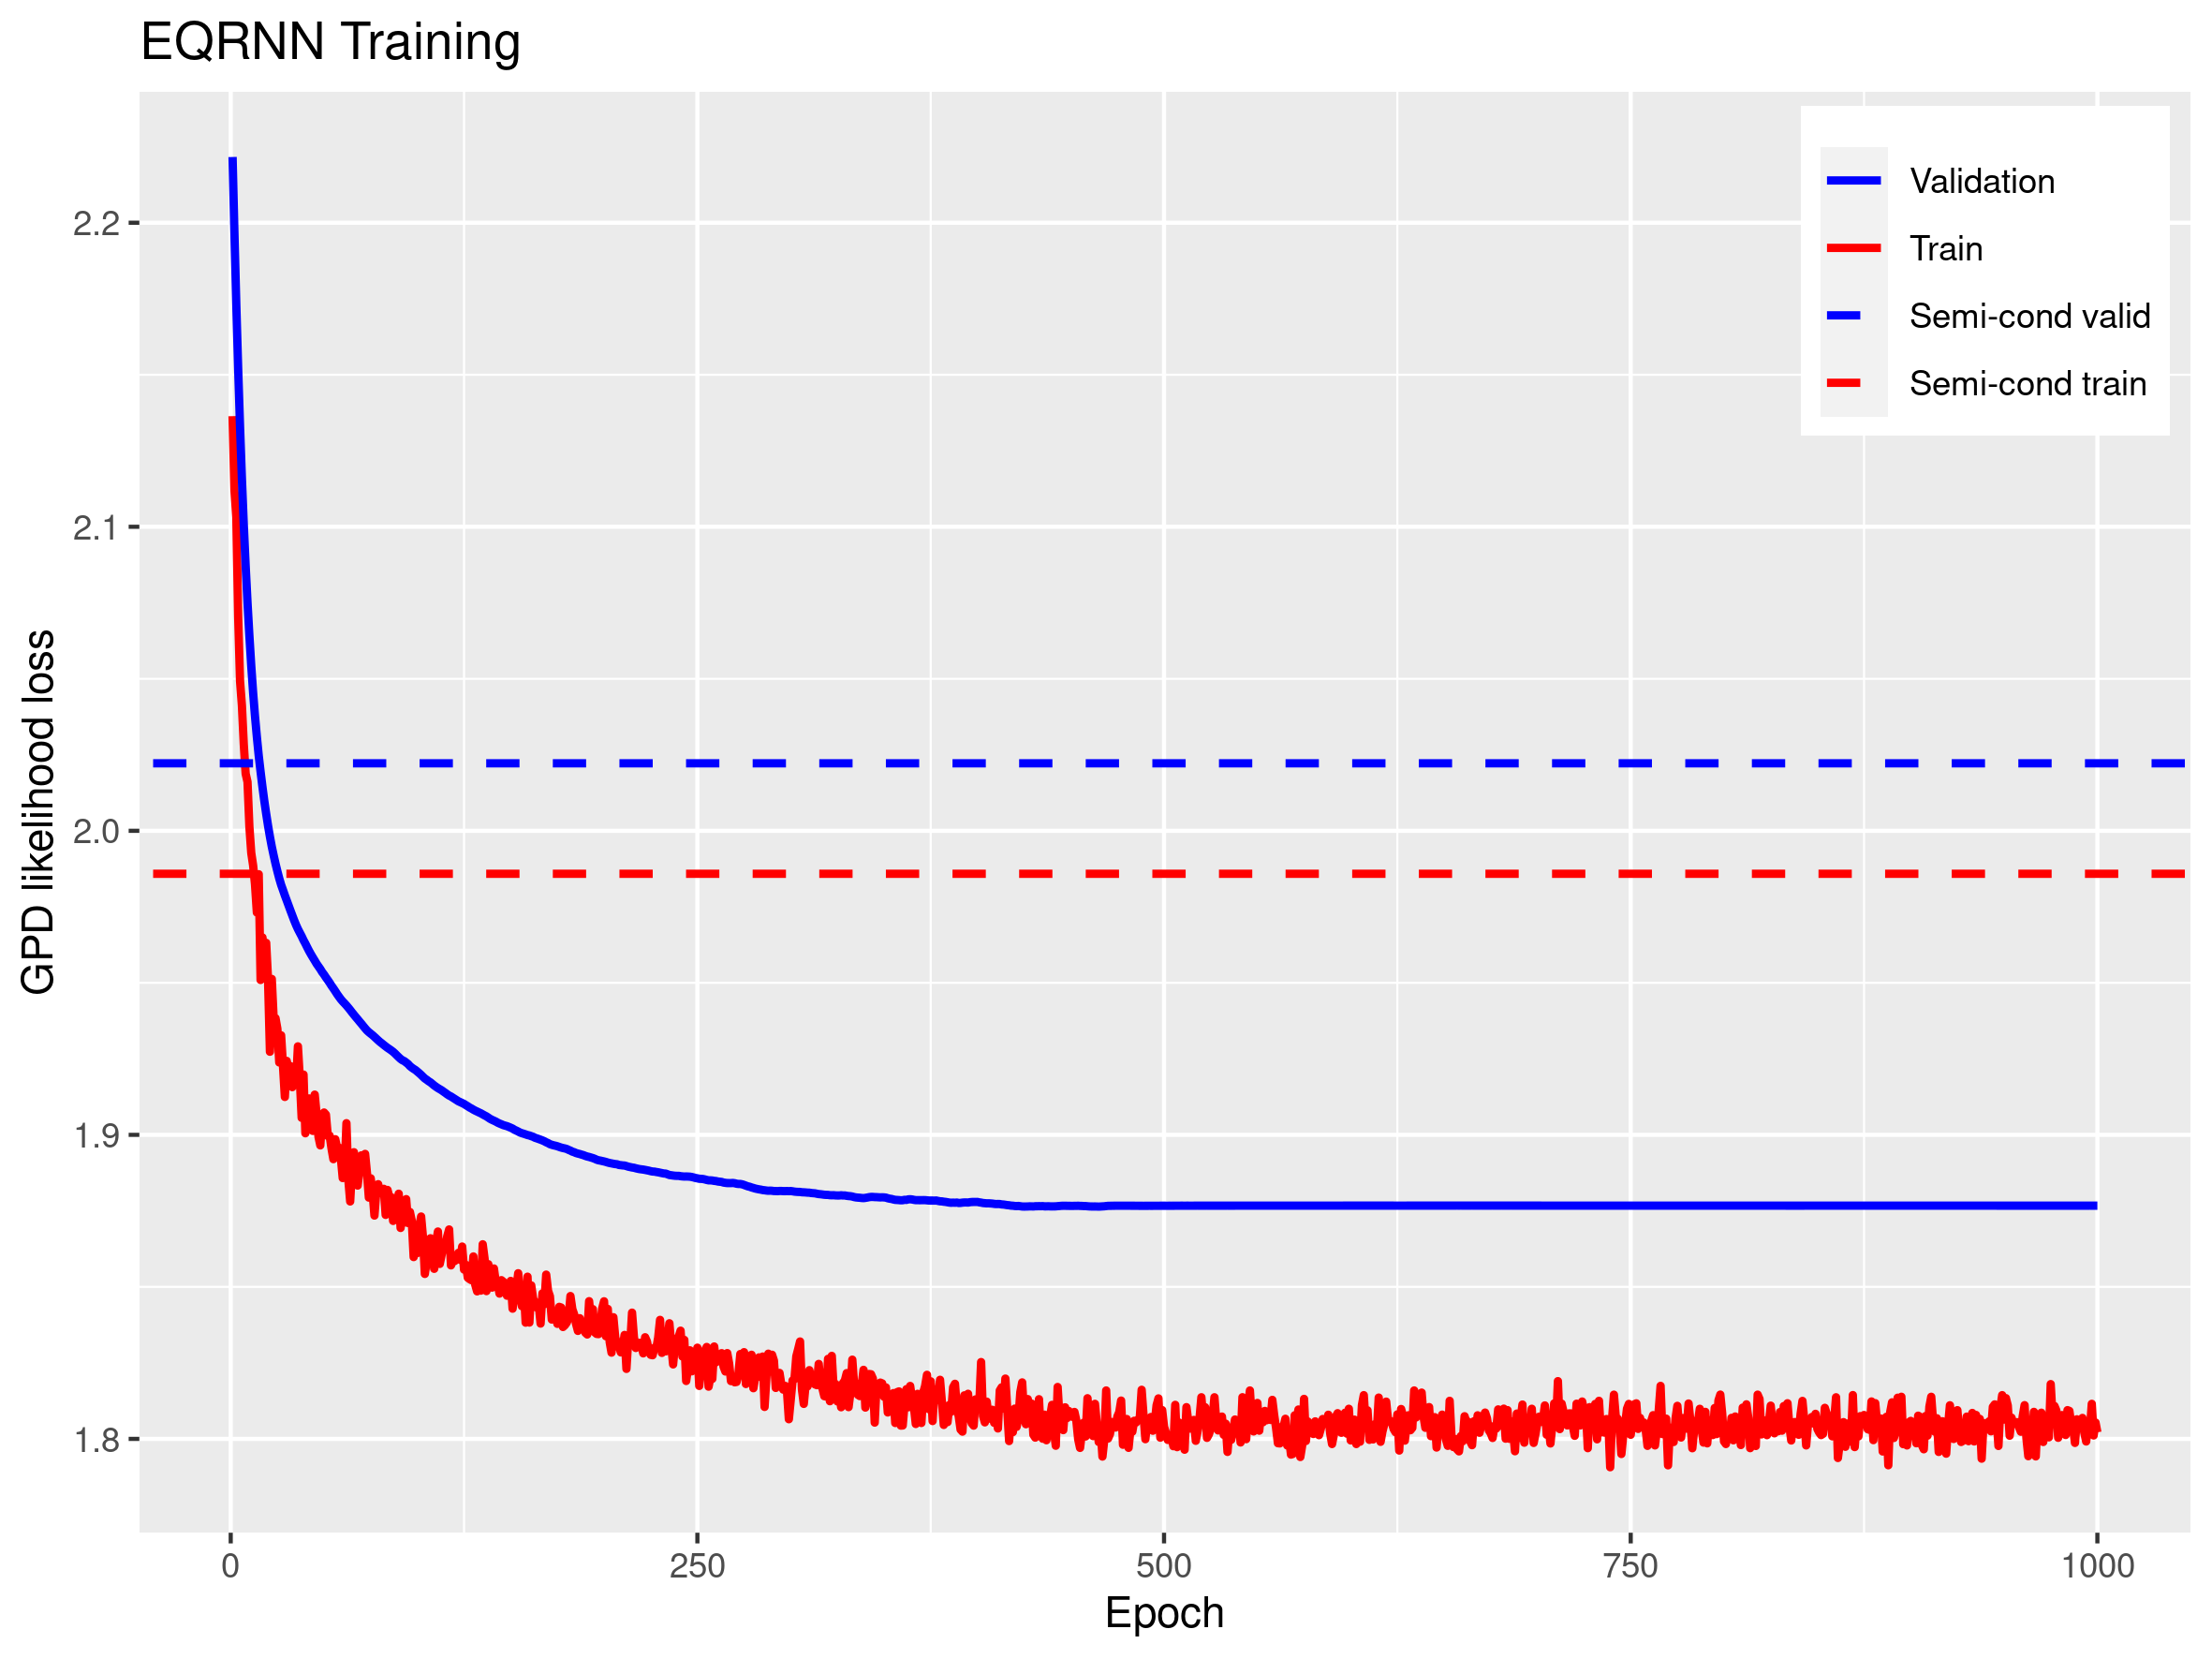 EQRNN Training
Validation
Train
Semi-cond valid
Semi-cond train
GPD likelihood loss
2.2
2.1
2.0
1.9
1.8
0 250 500 750 1000
Epoch